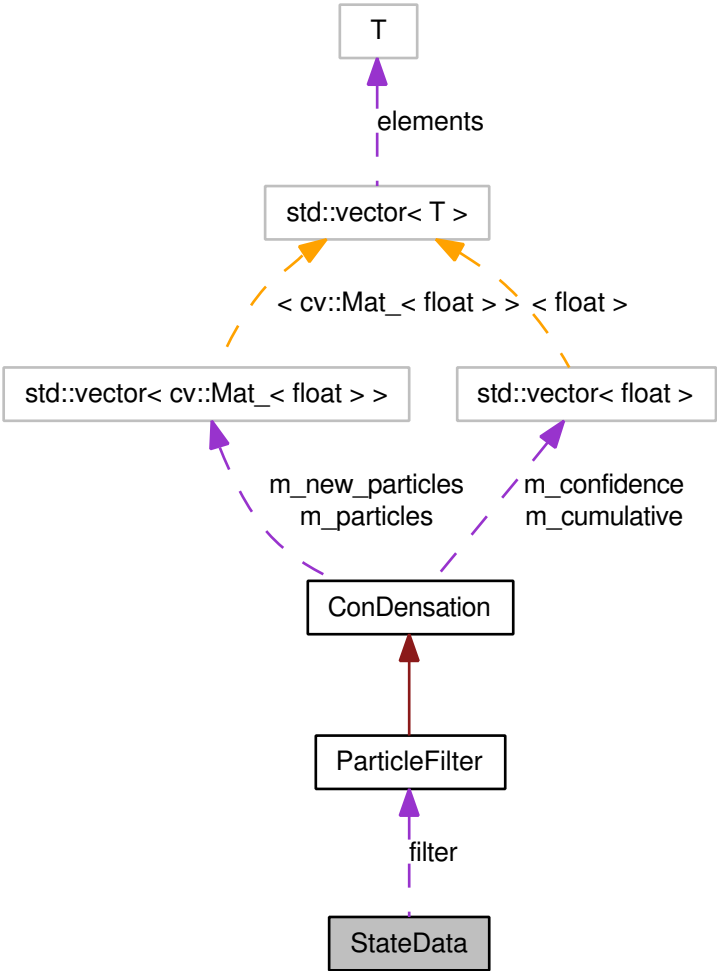 T
elements
std::vector< T >
< cv::Mat_< float > >
< float >
std::vector< cv::Mat_< float > >
std::vector< float >
m_new_particles
m_particles
m_confidence
m_cumulative
ConDensation
ParticleFilter
filter
StateData